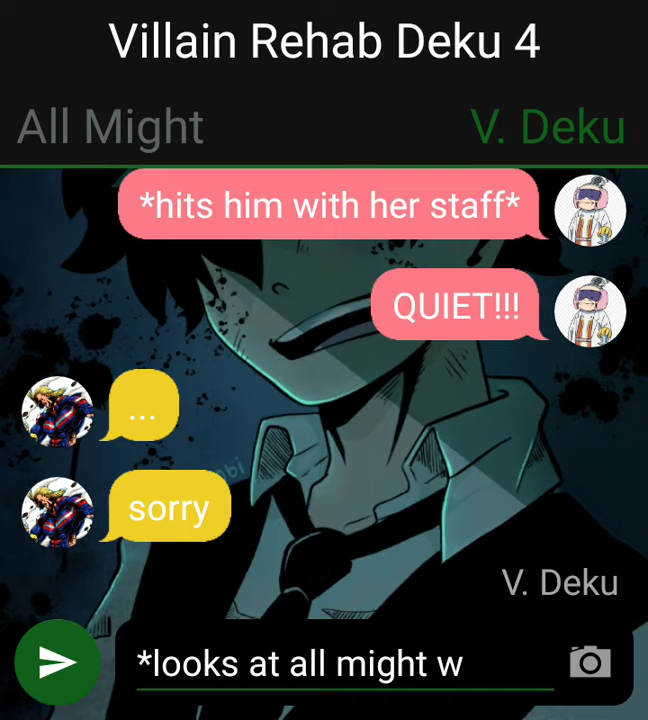 Villain Rehab Deku 4
All Might
V. Deku
*hits him with her staff*
QUIET!!!
...
sorry
V. Deku
*looks at all might w